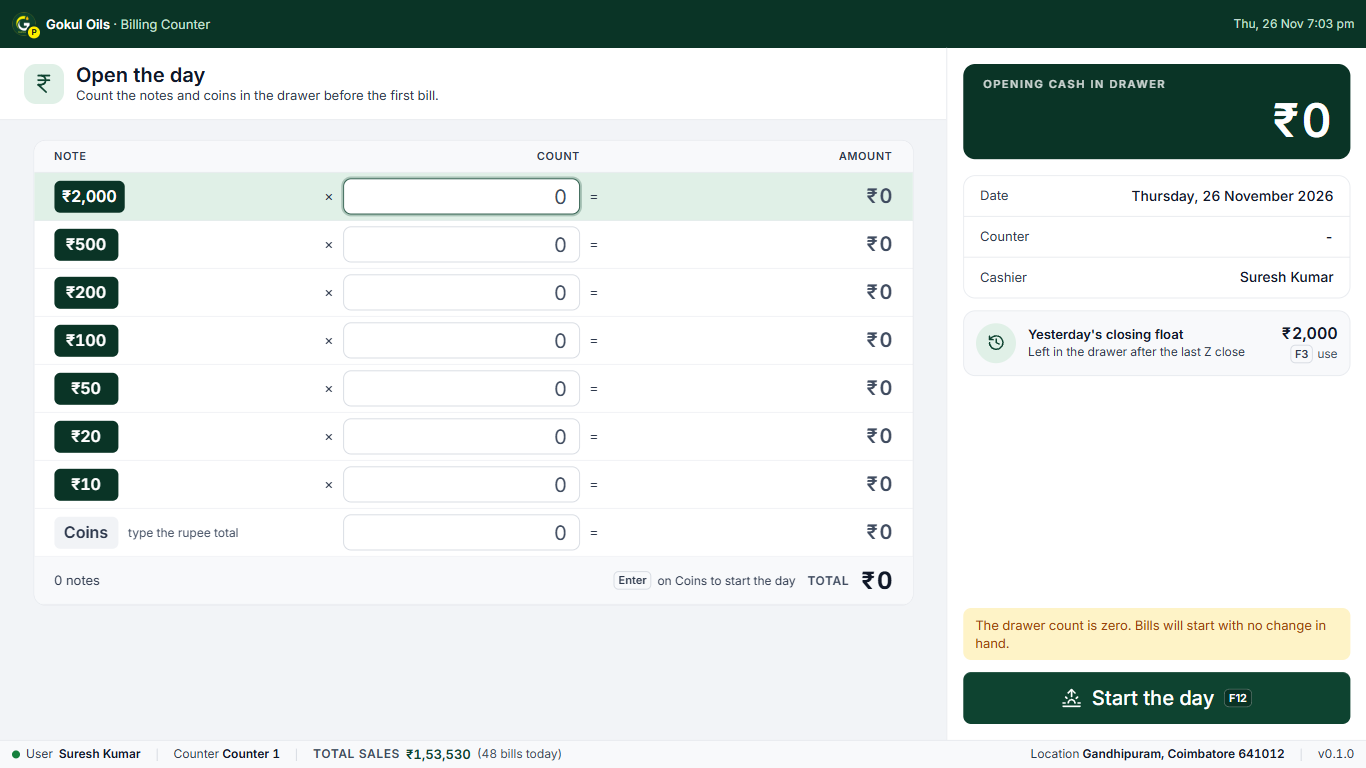 G P Gokul Oils · Billing Counter
Thu, 26 Nov 7:03 pm
₹ Open the day
Count the notes and coins in the drawer before the first bill.
NOTE COUNT AMOUNT
₹2,000 × 0 = ₹0
₹500 × 0 = ₹0
₹200 × 0 = ₹0
₹100 × 0 = ₹0
₹50 × 0 = ₹0
₹20 × 0 = ₹0
₹10 × 0 = ₹0
Coins type the rupee total 0 = ₹0
0 notes Enter on Coins to start the day TOTAL ₹0
OPENING CASH IN DRAWER
₹0
Date Thursday, 26 November 2026
Counter -
Cashier Suresh Kumar
Yesterday's closing float ₹2,000
Left in the drawer after the last Z close F3 use
The drawer count is zero. Bills will start with no change in
hand.
Start the day F12
User Suresh Kumar Counter Counter 1 TOTAL SALES ₹1,53,530 (48 bills today) Location Gandhipuram, Coimbatore 641012 v0.1.0